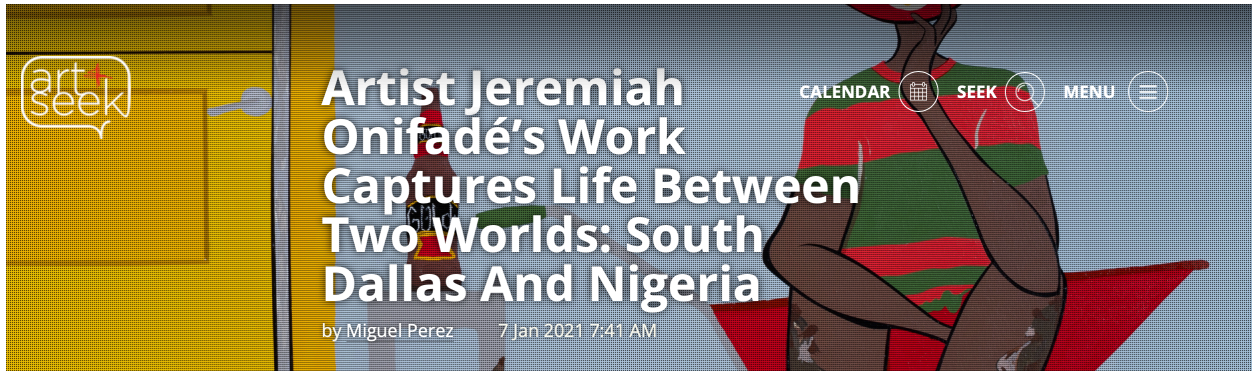 art+
seek
CALENDAR
SEEK
MENU
Artist Jeremiah
Onifadé’s Work
Captures Life Between
Two Worlds: South
Dallas And Nigeria
by Miguel Perez 7 Jan 2021 7:41 AM
GOLD